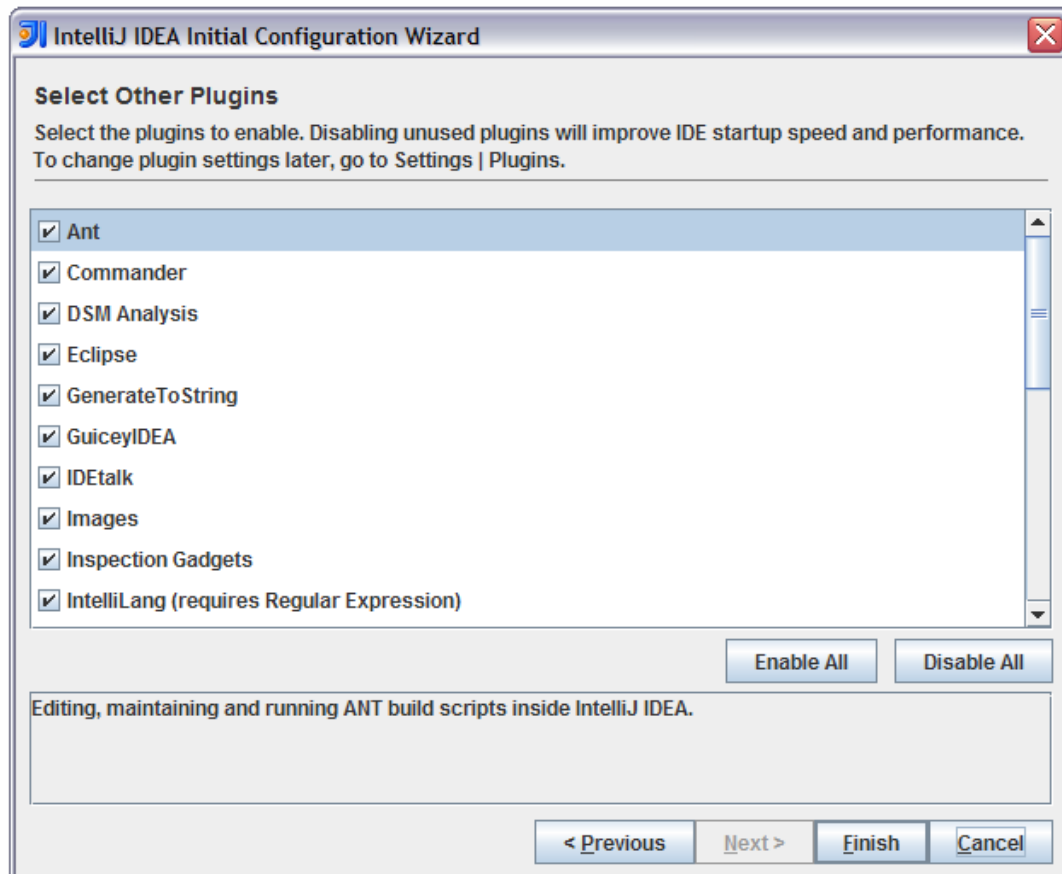 IntelliJ IDEA Initial Configuration Wizard
Select Other Plugins
Select the plugins to enable. Disabling unused plugins will improve IDE startup speed and performance.
To change plugin settings later, go to Settings | Plugins.
Ant
Commander
DSM Analysis
Eclipse
GenerateToString
GuiceyIDEA
IDEtalk
Images
Inspection Gadgets
IntelliLang (requires Regular Expression)
Enable All
Disable All
Editing, maintaining and running ANT build scripts inside IntelliJ IDEA.
< Previous
Next >
Finish
Cancel